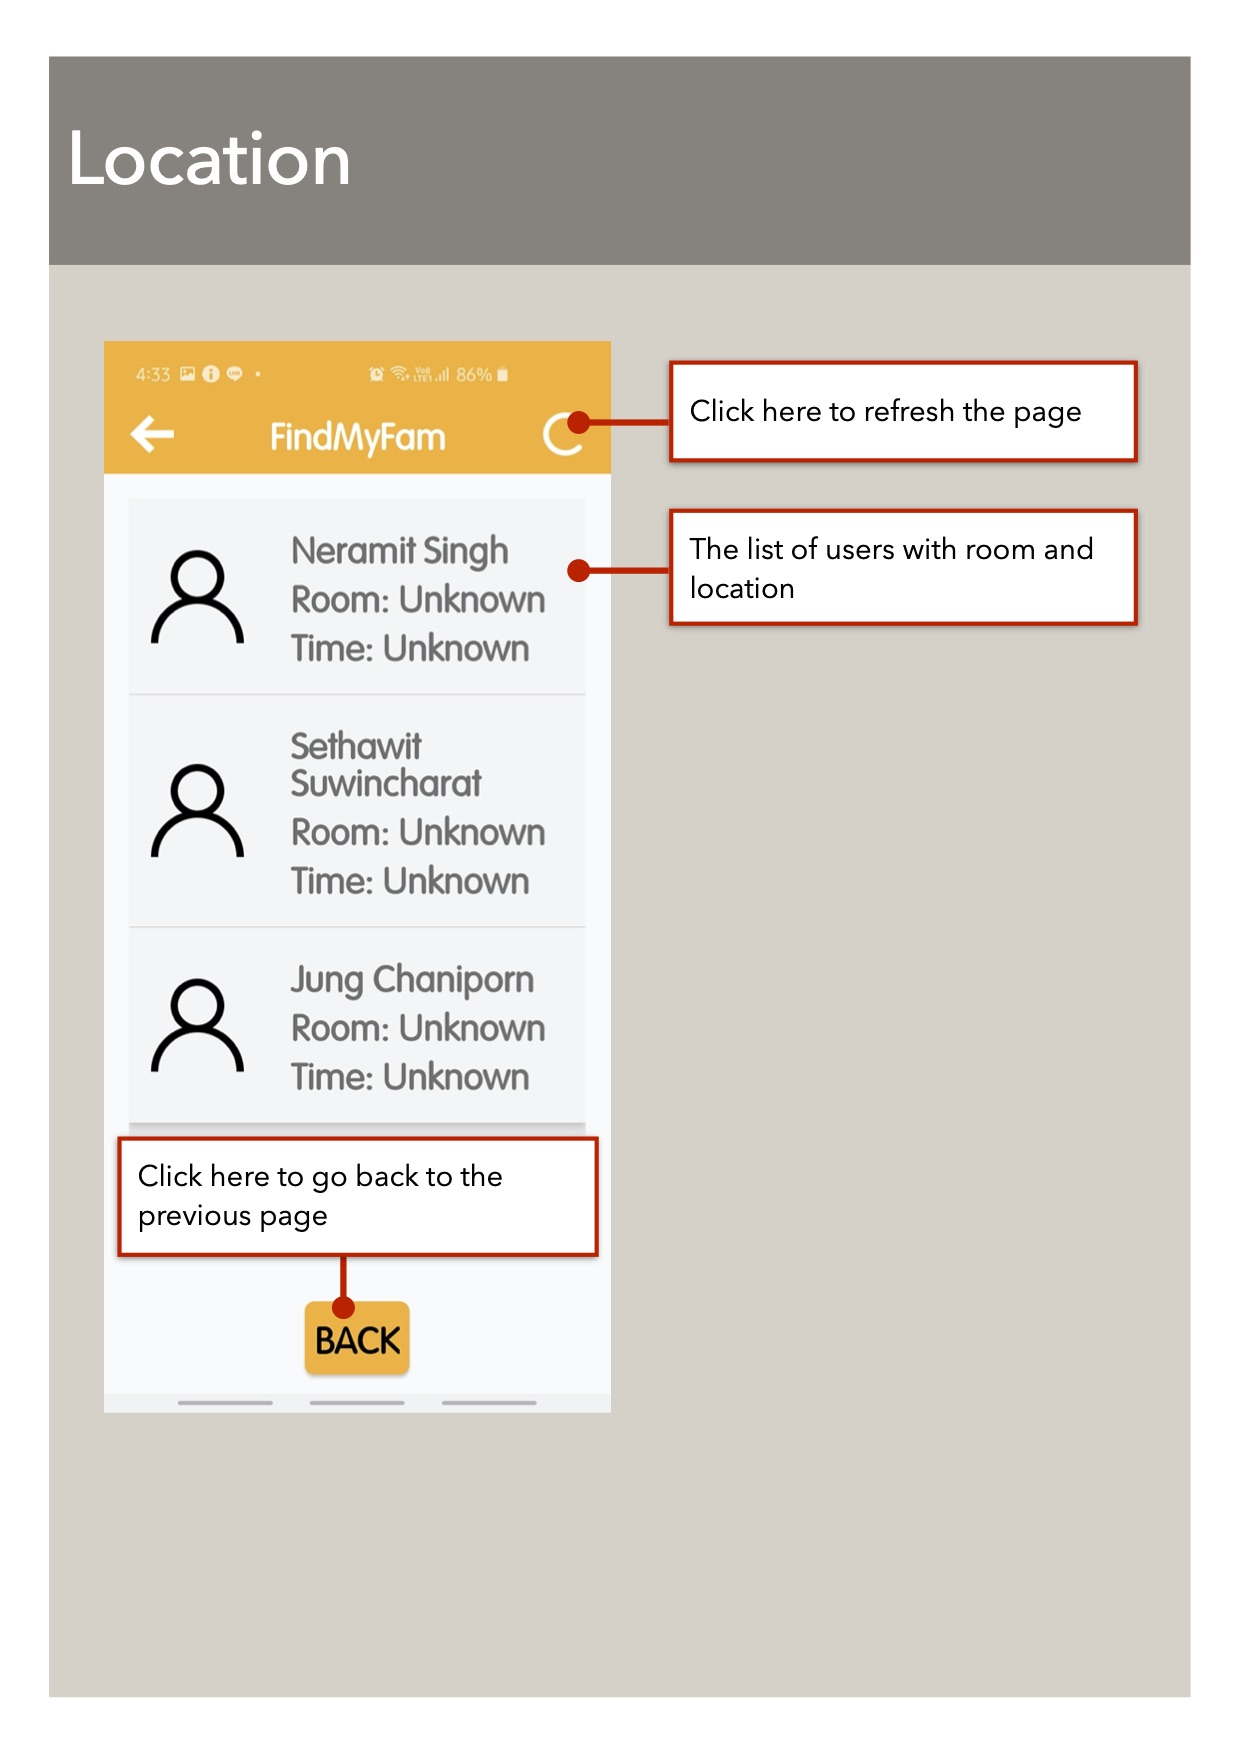 Location
4:33
86%
FindMyFam
Click here to refresh the page
Neramit Singh
Room: Unknown
Time: Unknown
The list of users with room and
location
Sethawit
Suwincharat
Room: Unknown
Time: Unknown
Jung Chaniporn
Room: Unknown
Time: Unknown
Click here to go back to the
previous page
BACK